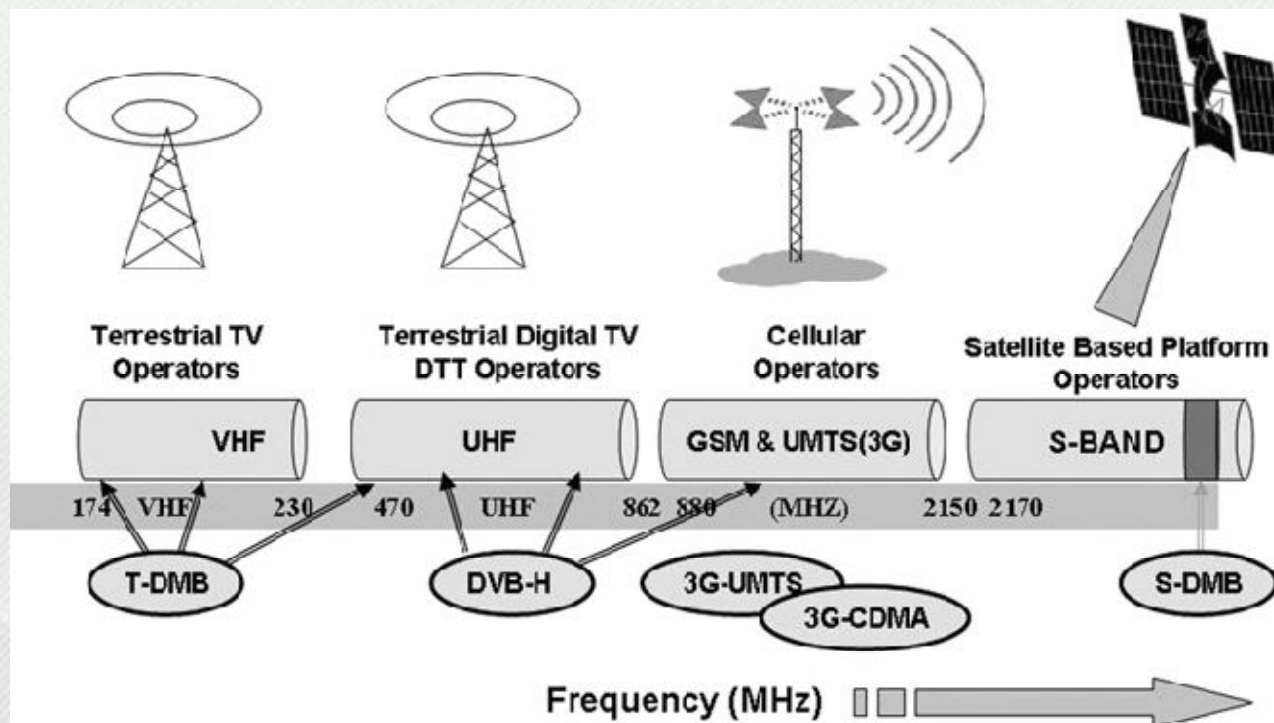 Terrestrial TV
Operators
Terrestrial Digital TV
DTT Operators
Cellular
Operators
Satellite Based Platform
Operators
VHF
UHF
GSM & UMTS(3G)
S-BAND
174 VHF 230 470 UHF 862 880 (MHZ) 2150 2170
T-DMB
DVB-H
3G-UMTS
3G-CDMA
S-DMB
Frequency (MHz)